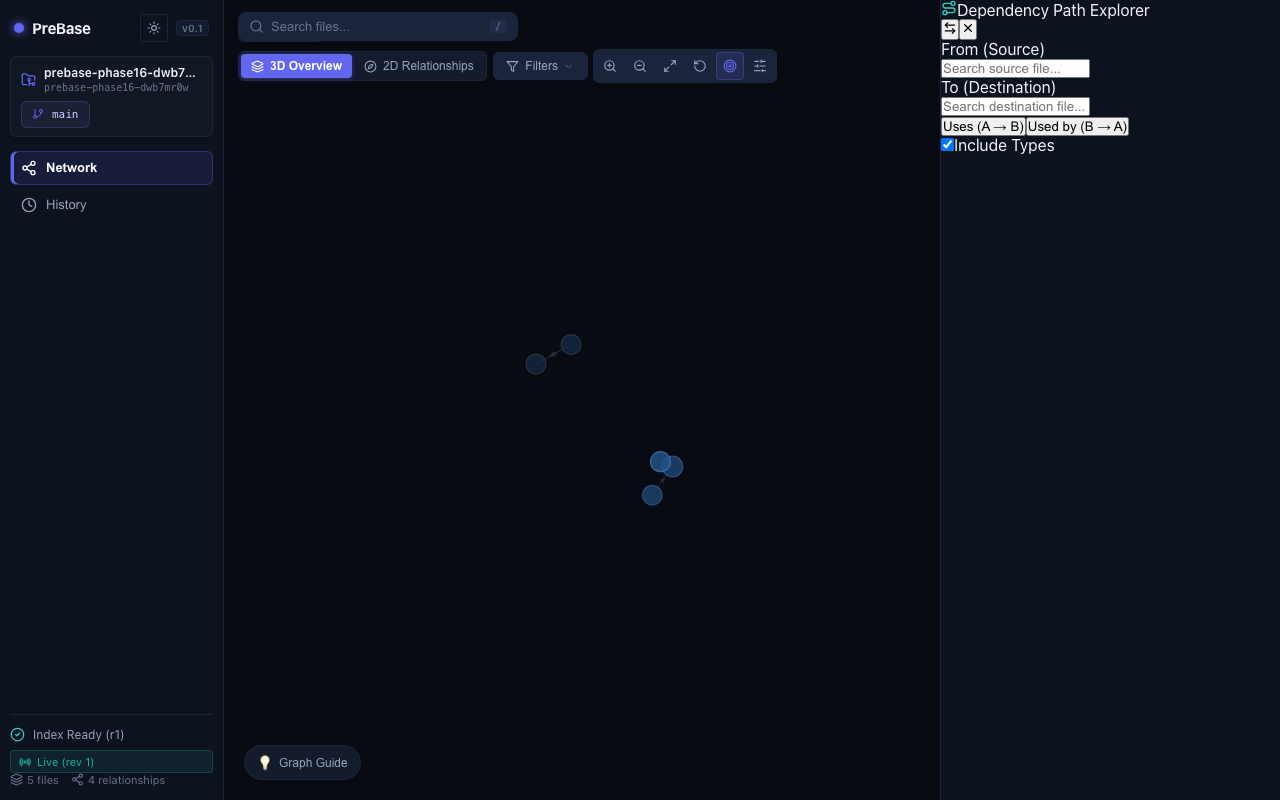 PreBase
v0.1
prebase-phase16-dwb7...
prebase-phase16-dwb7mr0w
main
Network
History
Index Ready (r1)
Live (rev 1)
5 files
4 relationships
Search files...
/
3D Overview
2D Relationships
Filters
Graph Guide
Dependency Path Explorer
From (Source)
Search source file...
To (Destination)
Search destination file...
Uses (A → B)
Used by (B → A)
Include Types